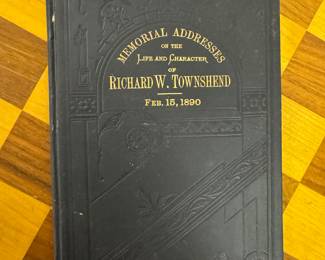 MEMORIAL ADDRESSES
ON THE
LIFE AND CHARACTER
OF
RICHARD W. TOWNSHEND
FEB. 15, 1890